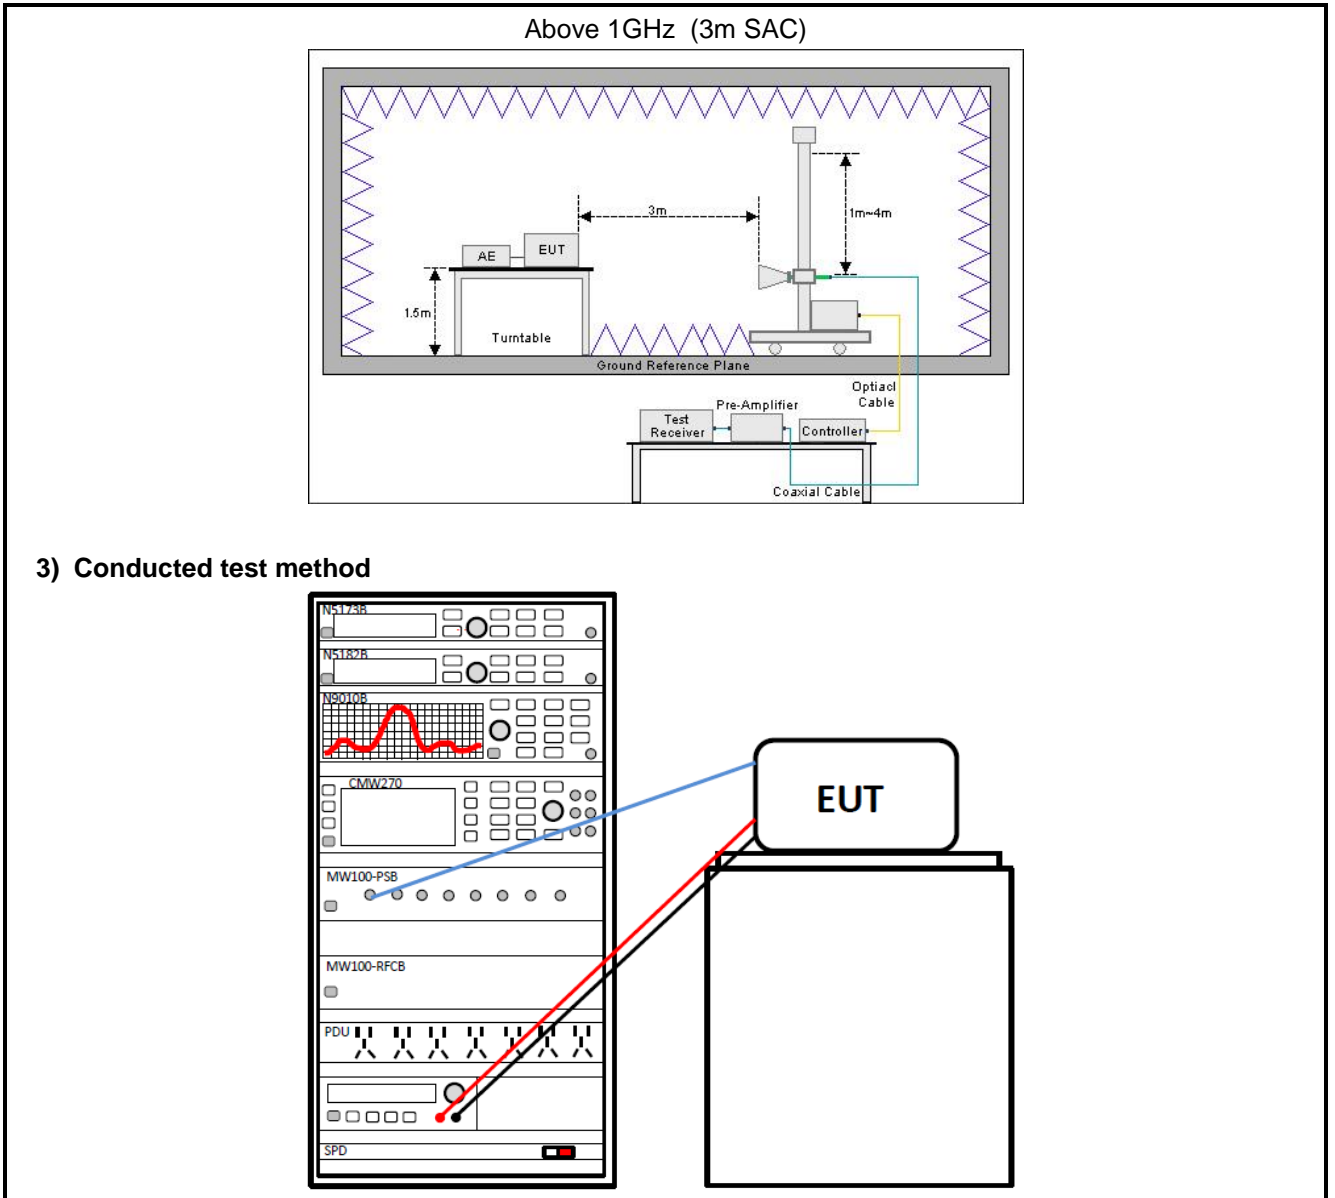 Above 1GHz (3m SAC)
3m
1m~4m
AE
EUT
1.5m
Turntable
Ground Reference Plane
Optiacl
Cable
Pre-Amplifier
Test
Receiver
Controller
Coaxial Cable
3) Conducted test method
N5173B
N5182B
N9010B
CMW270
EUT
MW100-PSB
MW100-RFCB
PDU
SPD